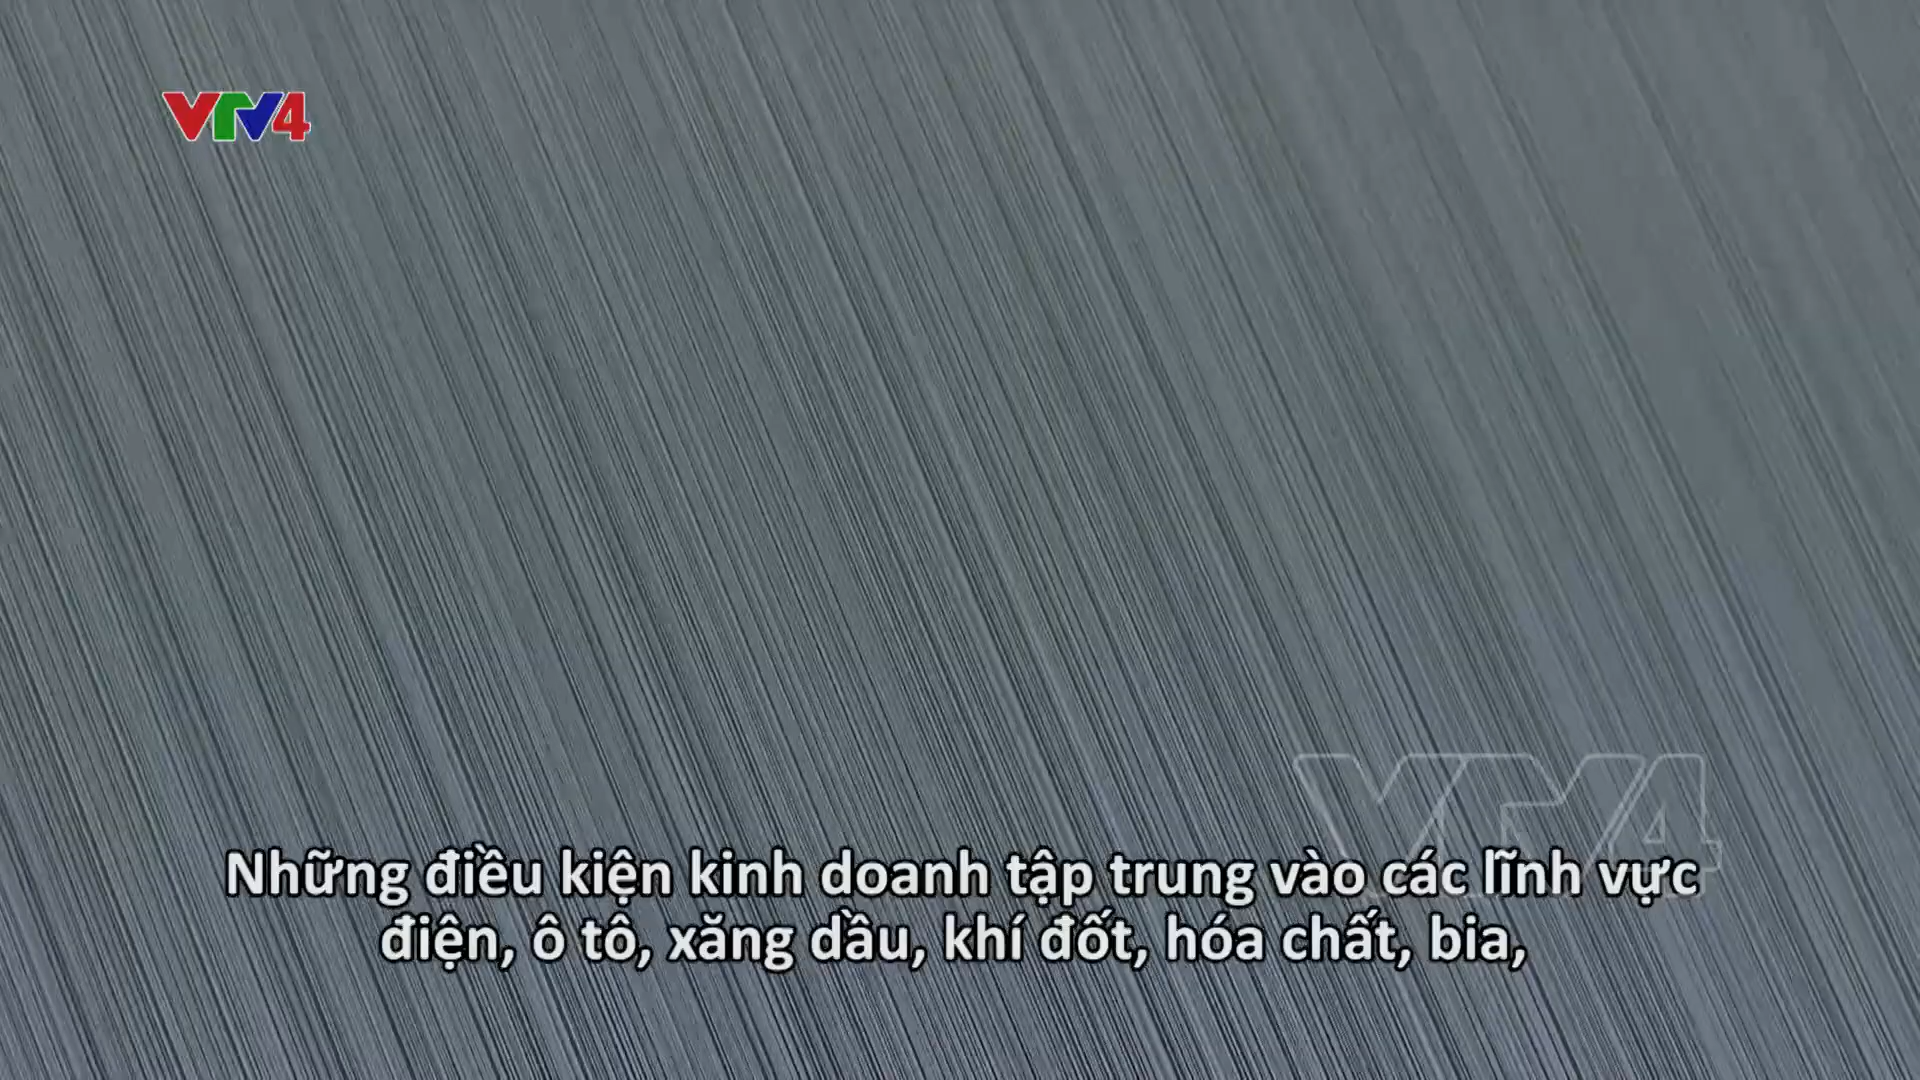 VTV4
VTV4
Những điều kiện kinh doanh tập trung vào các lĩnh vực
điện, ô tô, xăng dầu, khí đốt, hóa chất, bia,